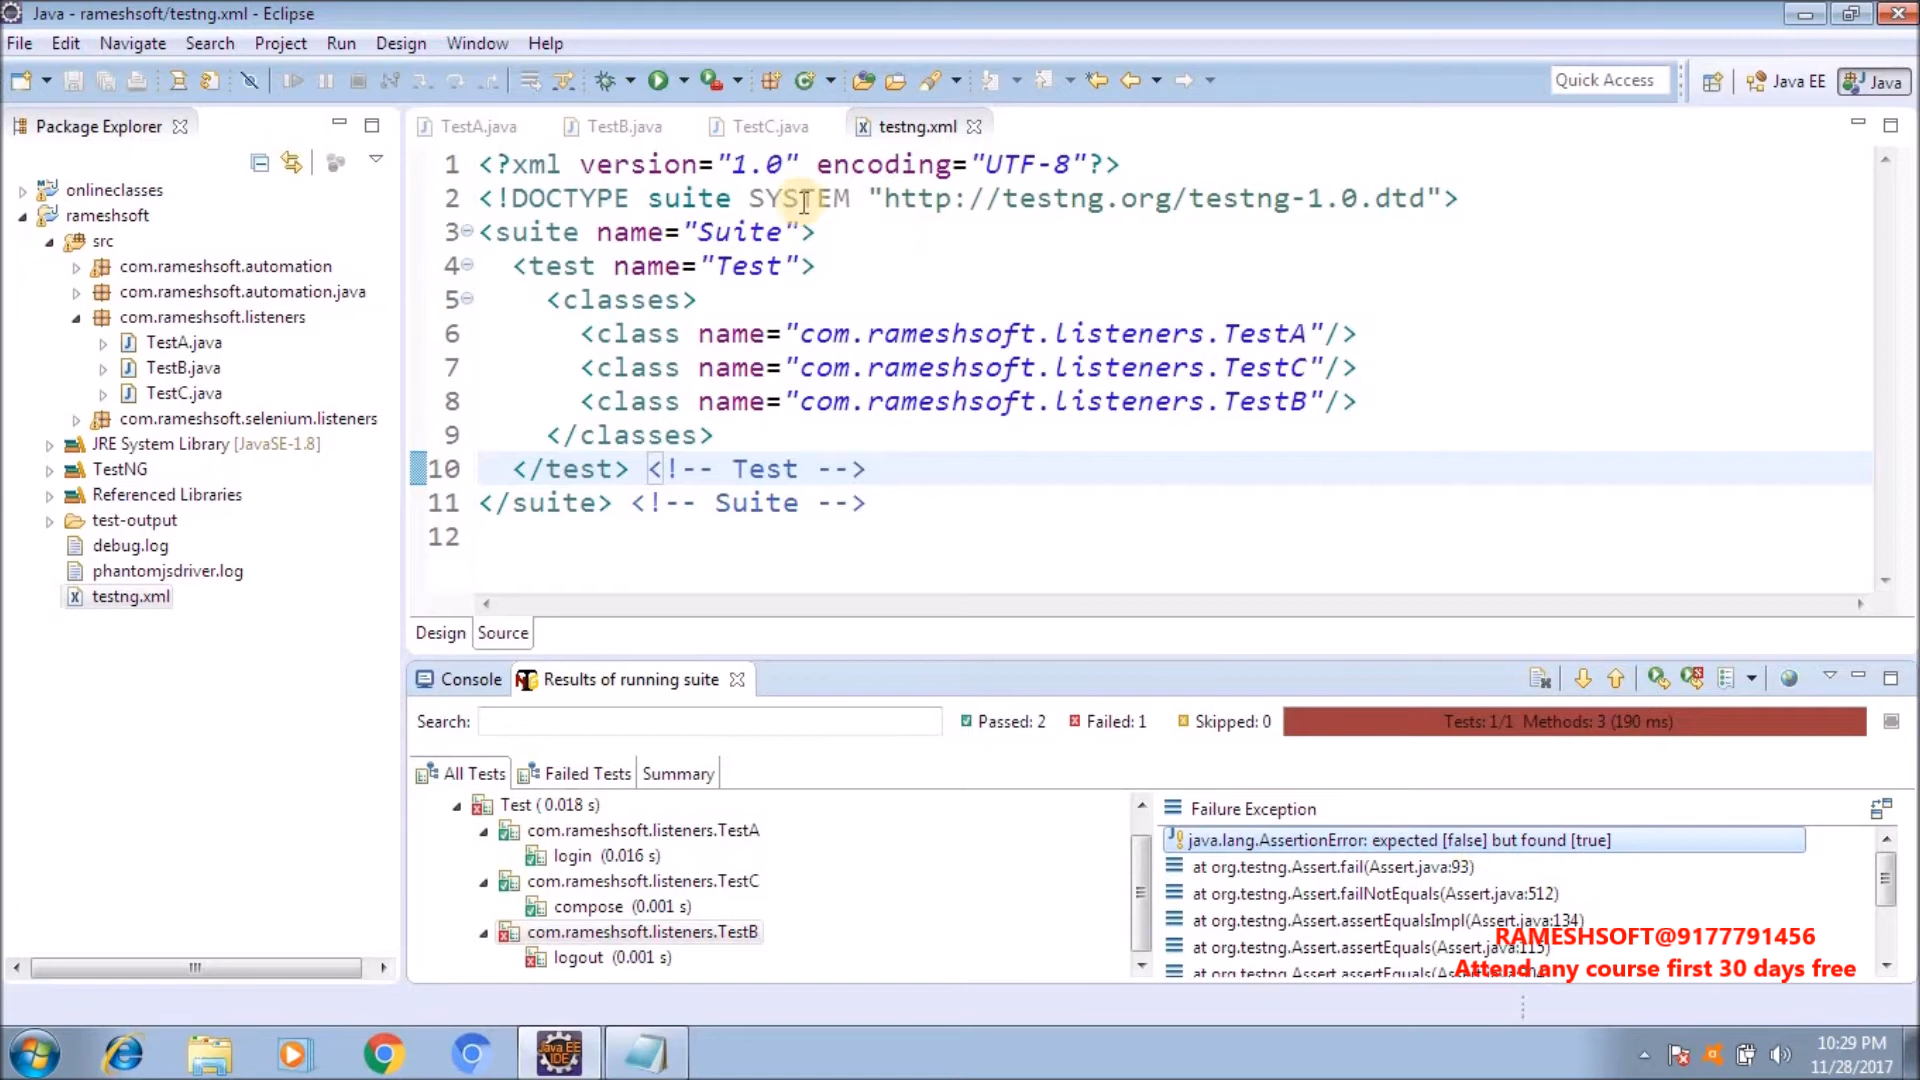 Java - rameshsoft/testng.xml - Eclipse
File Edit Navigate Search Project Run Design Window Help
Quick Access Java EE Java
Package Explorer
onlineclasses
rameshsoft
src
com.rameshsoft.automation
com.rameshsoft.automation.java
com.rameshsoft.listeners
TestA.java
TestB.java
TestC.java
com.rameshsoft.selenium.listeners
JRE System Library [JavaSE-1.8]
TestNG
Referenced Libraries
test-output
debug.log
phantomjsdriver.log
testng.xml
TestA.java TestB.java TestC.java testng.xml
1 <?xml version="1.0" encoding="UTF-8"?>
2 <!DOCTYPE suite SYSTEM "http://testng.org/testng-1.0.dtd">
3 <suite name="Suite">
4 <test name="Test">
5 <classes>
6 <class name="com.rameshsoft.listeners.TestA"/>
7 <class name="com.rameshsoft.listeners.TestC"/>
8 <class name="com.rameshsoft.listeners.TestB"/>
9 </classes>
10 </test> <!-- Test -->
11 </suite> <!-- Suite -->
12
Design Source
Console Results of running suite
Search: Passed: 2 Failed: 1 Skipped: 0 Tests: 1/1 Methods: 3 (190 ms)
All Tests Failed Tests Summary
Test ( 0.018 s)
com.rameshsoft.listeners.TestA
login (0.016 s)
com.rameshsoft.listeners.TestC
compose (0.001 s)
com.rameshsoft.listeners.TestB
logout (0.001 s)
Failure Exception
java.lang.AssertionError: expected [false] but found [true]
at org.testng.Assert.fail(Assert.java:93)
at org.testng.Assert.failNotEquals(Assert.java:512)
at org.testng.Assert.assertEqualsImpl(Assert.java:134)
at org.testng.Assert.assertEquals(Assert.java:115)
RAMESHSOFT@9177791456
Attend any course first 30 days free
Java EE
IDE
10:29 PM
11/28/2017